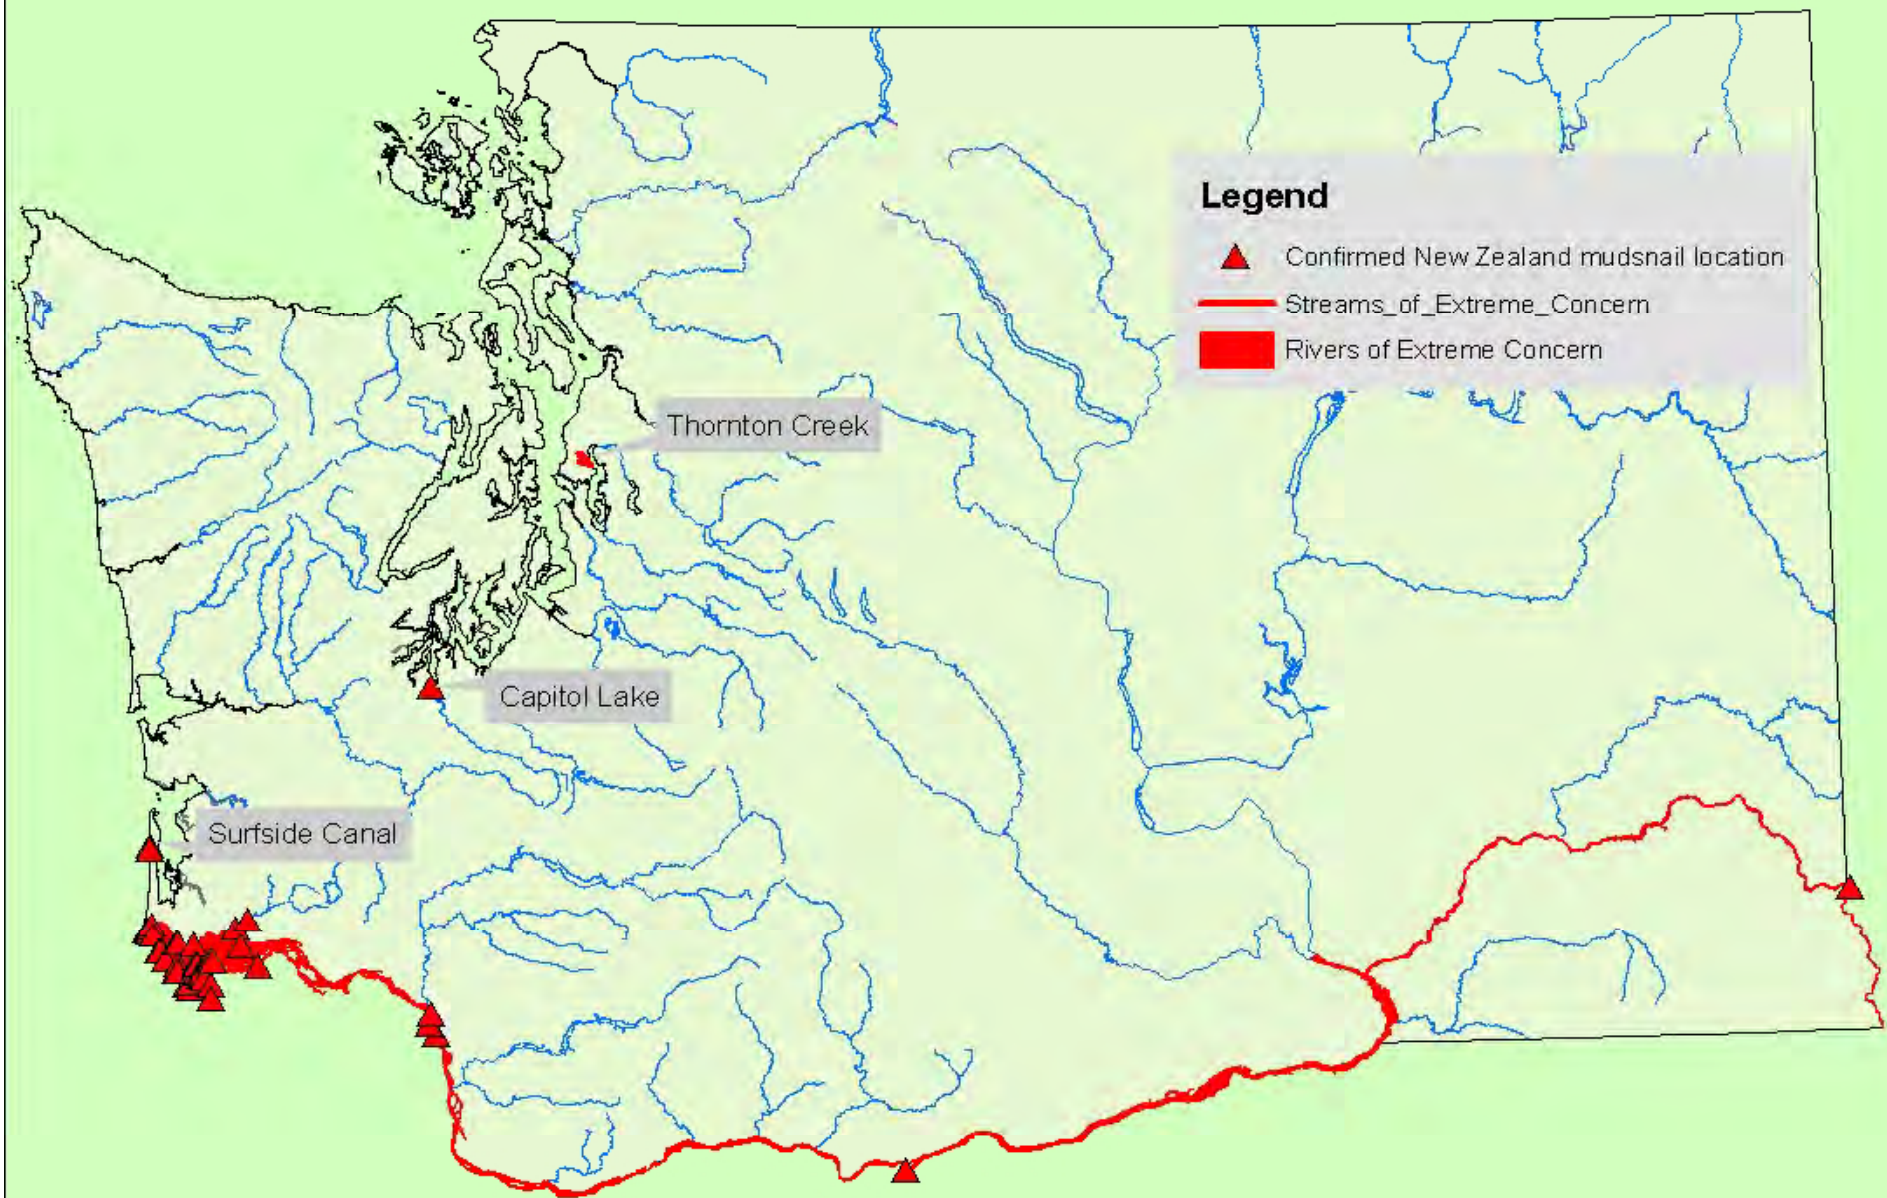 Legend
Confirmed New Zealand mudsnail location
Streams_of_Extreme_Concern
Rivers of Extreme Concern
Thornton Creek
Capitol Lake
Surfside Canal